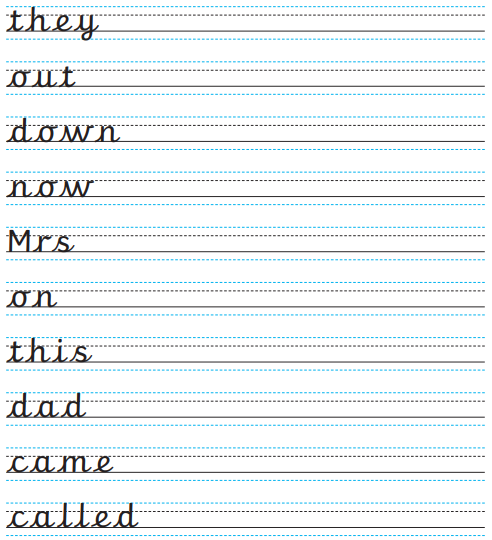 they
out
down
now
Mrs
on
this
dad
came
called